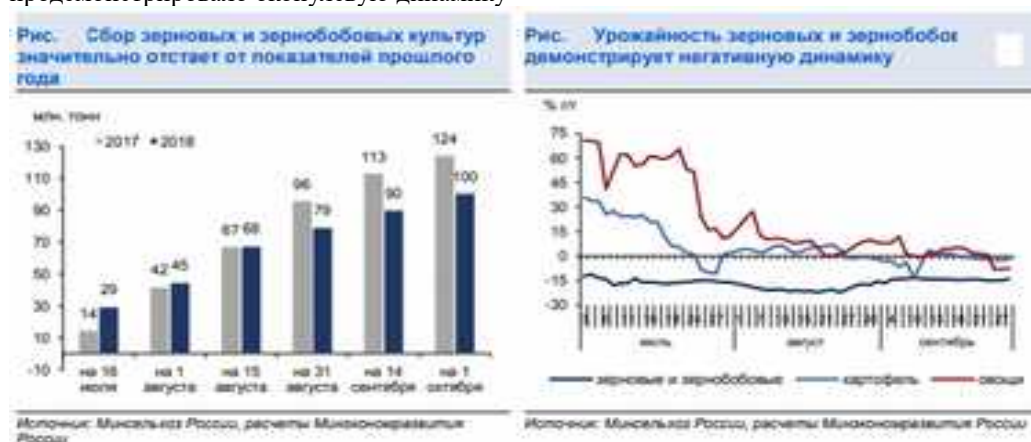 Рис. Сбор зерновых и зернобобовых культур
значительно отстает от показателей прошлого
года
млн. тонн
2017 2018
130
110
90
70
50
30
10
-10
14 29
42 45
67 68
96 79
113 90
124 100
на 16 июля
на 1 августа
на 15 августа
на 31 августа
на 14 сентября
на 1 октября
Источник: Минсельхоз России, расчеты Минэкономразвития
России
Рис. Урожайность зерновых и зернобобов
демонстрирует негативную динамику
% г/г
75
60
45
30
15
0
-15
-30
июль август сентябрь
зерновые и зернобобовые картофель овощи
Источник: Минсельхоз России, расчеты Минэкономразвития России